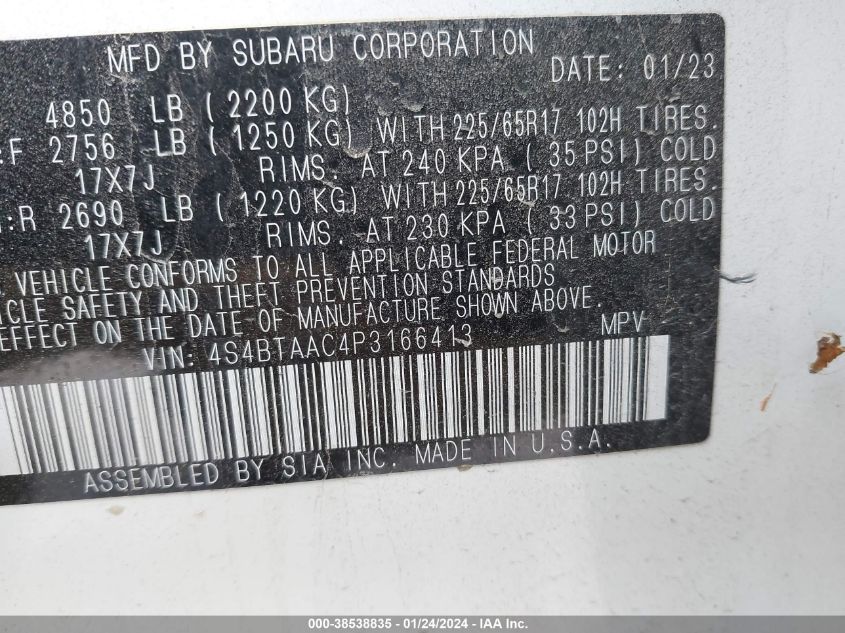 MFD BY SUBARU CORPORATION
DATE: 01/23
4850 LB (2200 KG)
:F 2756 LB (1250 KG) WITH 225/65R17 102H TIRES.
17X7J RIMS. AT 240 KPA ( 35 PSI) COLD
:R 2690 LB (1220 KG) WITH 225/65R17 102H TIRES.
17X7J RIMS. AT 230 KPA ( 33 PSI) COLD
VEHICLE CONFORMS TO ALL APPLICABLE FEDERAL MOTOR
ICLE SAFETY AND THEFT PREVENTION STANDARDS
EFFECT ON THE DATE OF MANUFACTURE SHOWN ABOVE.
VIN: 4S4BTAAC4P3166413 MPV
ASSEMBLED BY SIA INC. MADE IN U.S.A.
000-38538835 - 01/24/2024 - IAA Inc.